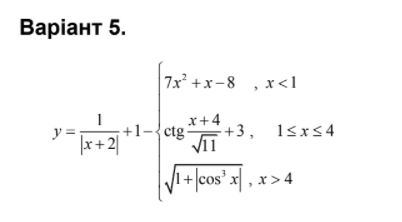 Варіант 5.
7x² + x − 8 , x < 1
y = 1/|x + 2| + 1 − { ctg (x + 4)/√11 + 3 , 1 ≤ x ≤ 4
√(1 + |cos³ x|) , x > 4